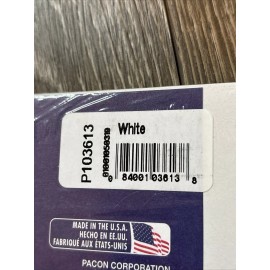 P103613
White
0 84001 03613 8
MADE IN THE U.S.A.
HECHO EN EE.UU.
FABRIQUÉ AUX ÉTATS-UNIS
PACON CORPORATION